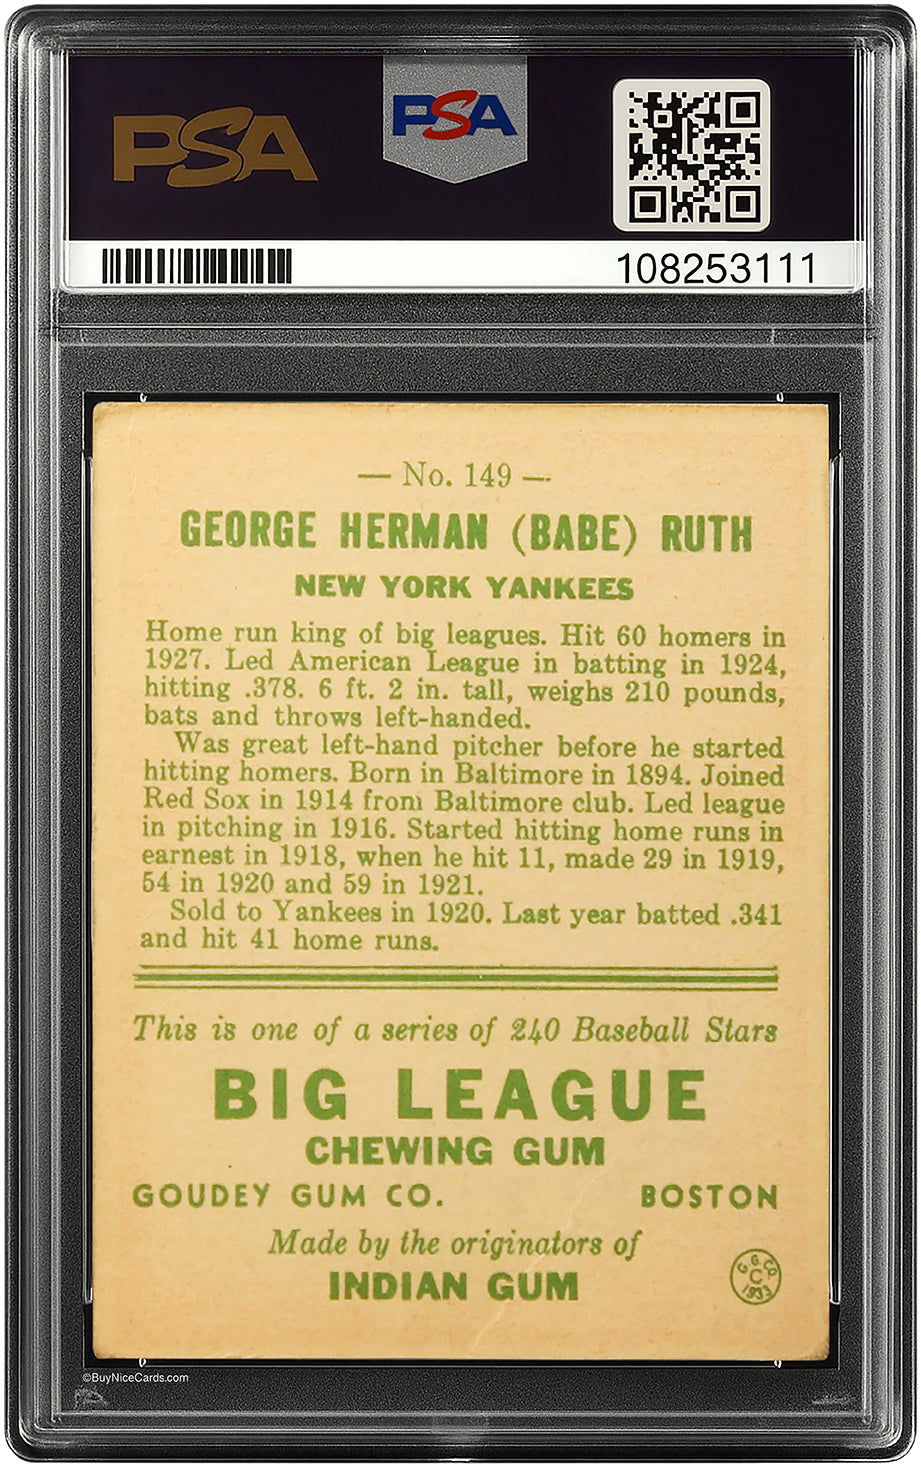 PSA
PSA
108253111
— No. 149 —
GEORGE HERMAN (BABE) RUTH
NEW YORK YANKEES
Home run king of big leagues. Hit 60 homers in
1927. Led American League in batting in 1924,
hitting .378. 6 ft. 2 in. tall, weighs 210 pounds,
bats and throws left-handed.
Was great left-hand pitcher before he started
hitting homers. Born in Baltimore in 1894. Joined
Red Sox in 1914 from Baltimore club. Led league
in pitching in 1916. Started hitting home runs in
earnest in 1918, when he hit 11, made 29 in 1919,
54 in 1920 and 59 in 1921.
Sold to Yankees in 1920. Last year batted .341
and hit 41 home runs.
This is one of a series of 240 Baseball Stars
BIG LEAGUE
CHEWING GUM
GOUDEY GUM CO. BOSTON
Made by the originators of
INDIAN GUM
G G Co
C
1933
©BuyNiceCards.com